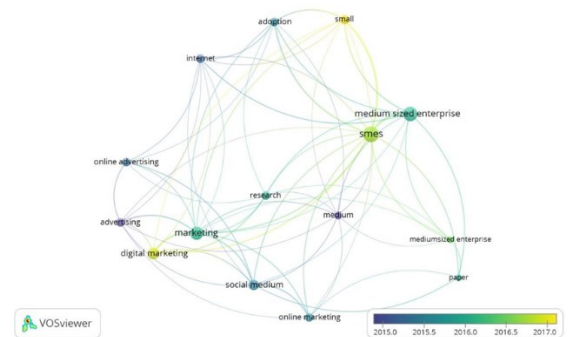 small
adoption
internet
medium sized enterprise
smes
online advertising
research
medium
advertising
marketing
mediumsized enterprise
digital marketing
paper
social medium
online marketing
VOSviewer
2015.0 2015.5 2016.0 2016.5 2017.0